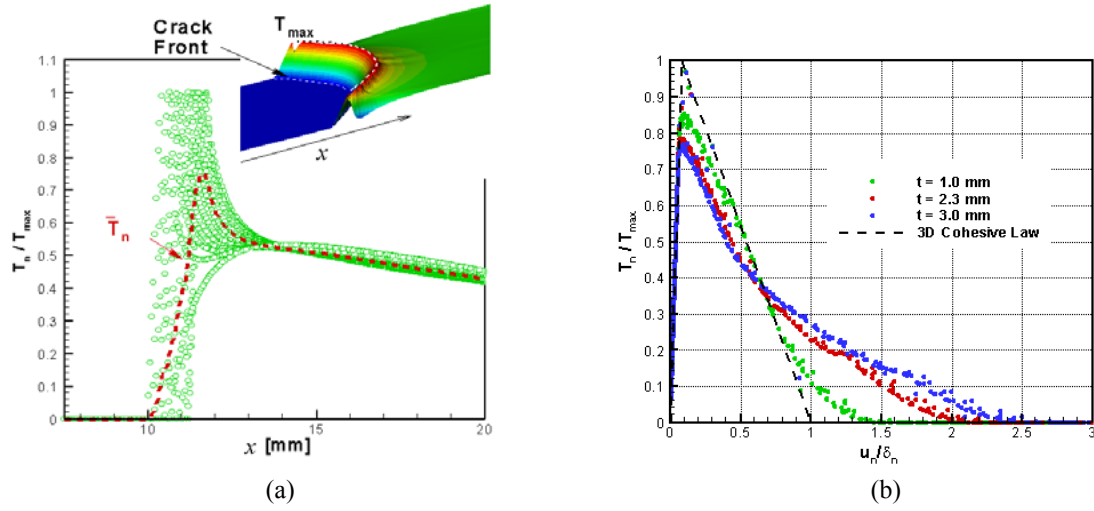 Crack
Front
T_max
x
1.1
1
0.9
0.8
0.7
0.6
0.5
0.4
0.3
0.2
0.1
0
T_n / T_max
T̄_n
10
15
20
x [mm]
(a)
1
0.9
0.8
0.7
0.6
0.5
0.4
0.3
0.2
0.1
0
T_n / T_max
t = 1.0 mm
t = 2.3 mm
t = 3.0 mm
3D Cohesive Law
0
0.5
1
1.5
2
2.5
3
u_n/δ_n
(b)